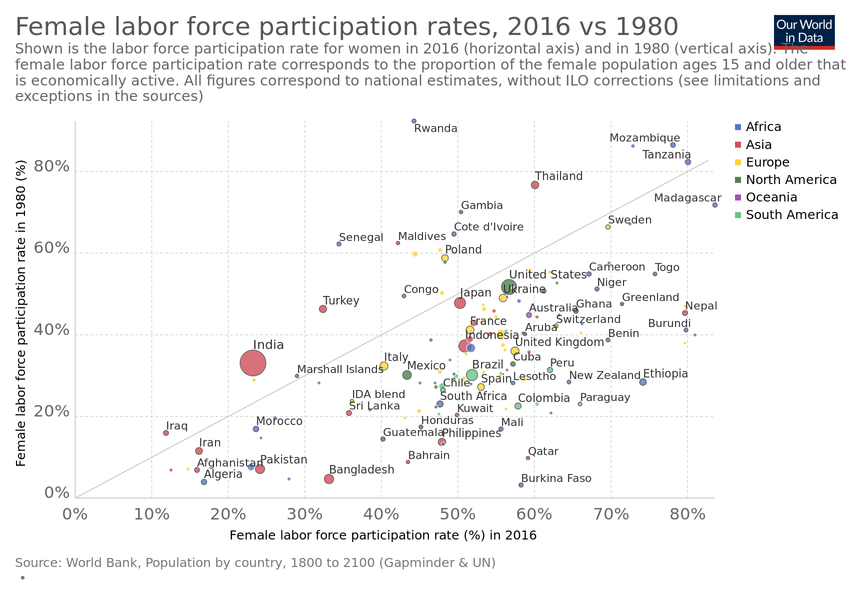 Female labor force participation rates, 2016 vs 1980
Our World
in Data
Shown is the labor force participation rate for women in 2016 (horizontal axis) and in 1980 (vertical axis). The
female labor force participation rate corresponds to the proportion of the female population ages 15 and older that
is economically active. All figures correspond to national estimates, without ILO corrections (see limitations and
exceptions in the sources)
Female labor force participation rate in 1980 (%)
80%
60%
40%
20%
0%
Rwanda
Mozambique
Tanzania
Thailand
Madagascar
Gambia
Sweden
Cote d'Ivoire
Senegal
Maldives
Poland
Cameroon
Togo
United States
Niger
Congo
Japan
Ukraine
Turkey
Greenland
Ghana
Australia
Nepal
France
Switzerland
Burundi
Aruba
Indonesia
Benin
India
United Kingdom
Italy
Cuba
Mexico
Brazil
Peru
Marshall Islands
Chile
Spain
Lesotho
New Zealand
Ethiopia
IDA blend
South Africa
Colombia
Paraguay
Sri Lanka
Kuwait
Morocco
Honduras
Mali
Iraq
Guatemala
Philippines
Iran
Qatar
Bahrain
Afghanistan
Pakistan
Bangladesh
Algeria
Burkina Faso
0%
10%
20%
30%
40%
50%
60%
70%
80%
Female labor force participation rate (%) in 2016
Africa
Asia
Europe
North America
Oceania
South America
Source: World Bank, Population by country, 1800 to 2100 (Gapminder & UN)